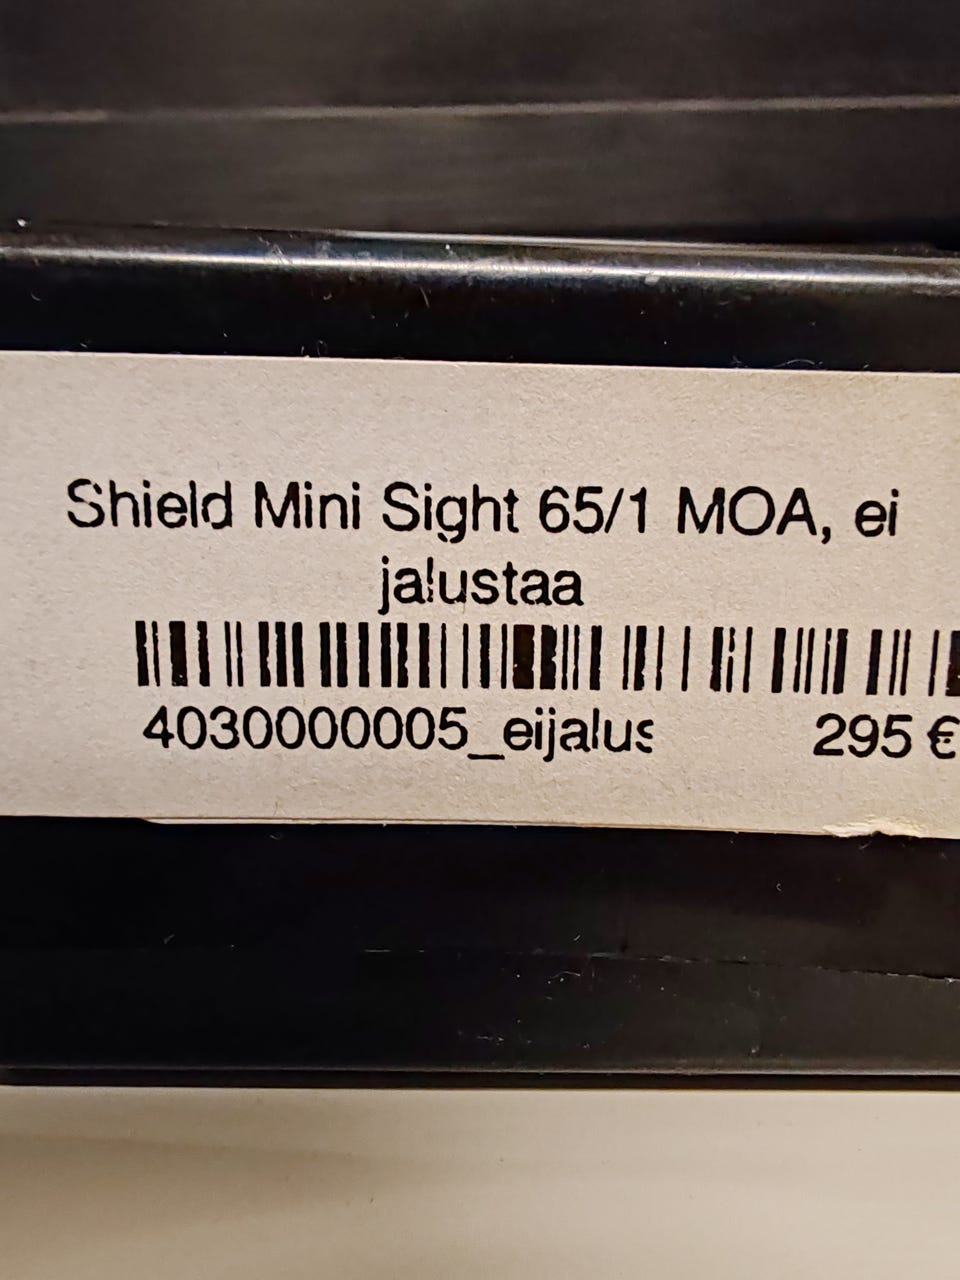 Shield Mini Sight 65/1 MOA, ei
jalustaa
4030000005_eijalus 295 €